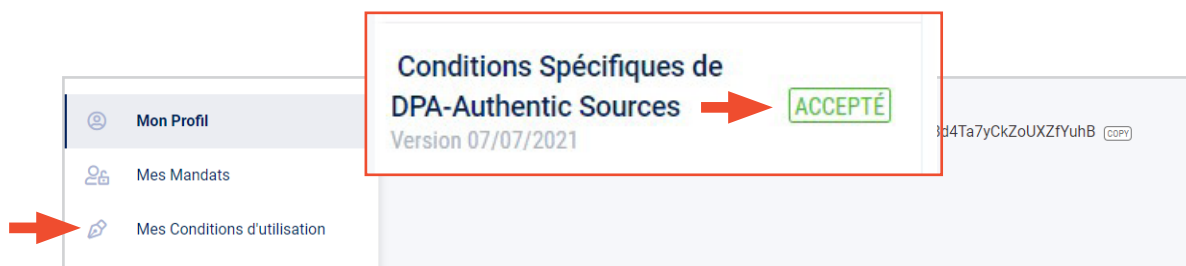 Conditions Spécifiques de
DPA-Authentic Sources
ACCEPTÉ
Version 07/07/2021
Mon Profil
d4Ta7yCkZoUXZfYuhB COPY
Mes Mandats
Mes Conditions d'utilisation